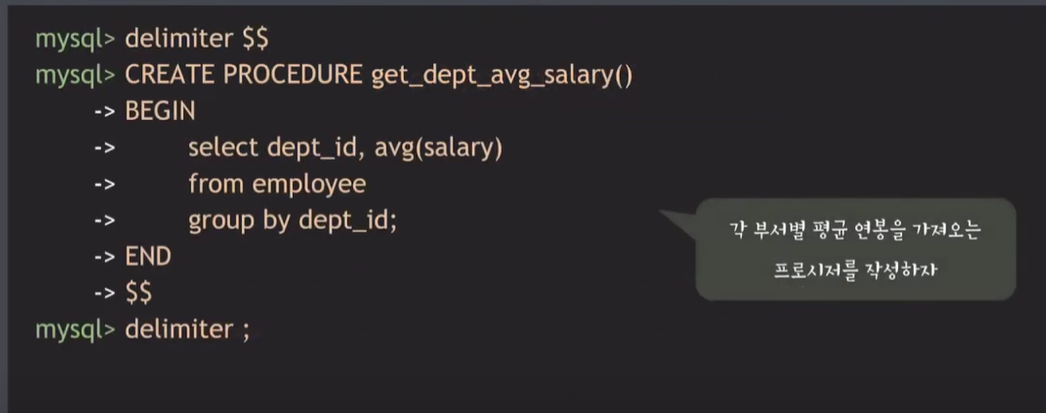 mysql> delimiter $$
mysql> CREATE PROCEDURE get_dept_avg_salary()
-> BEGIN
-> select dept_id, avg(salary)
-> from employee
-> group by dept_id;
-> END
-> $$
mysql> delimiter ;
각 부서별 평균 연봉을 가져오는
프로시저를 작성하자